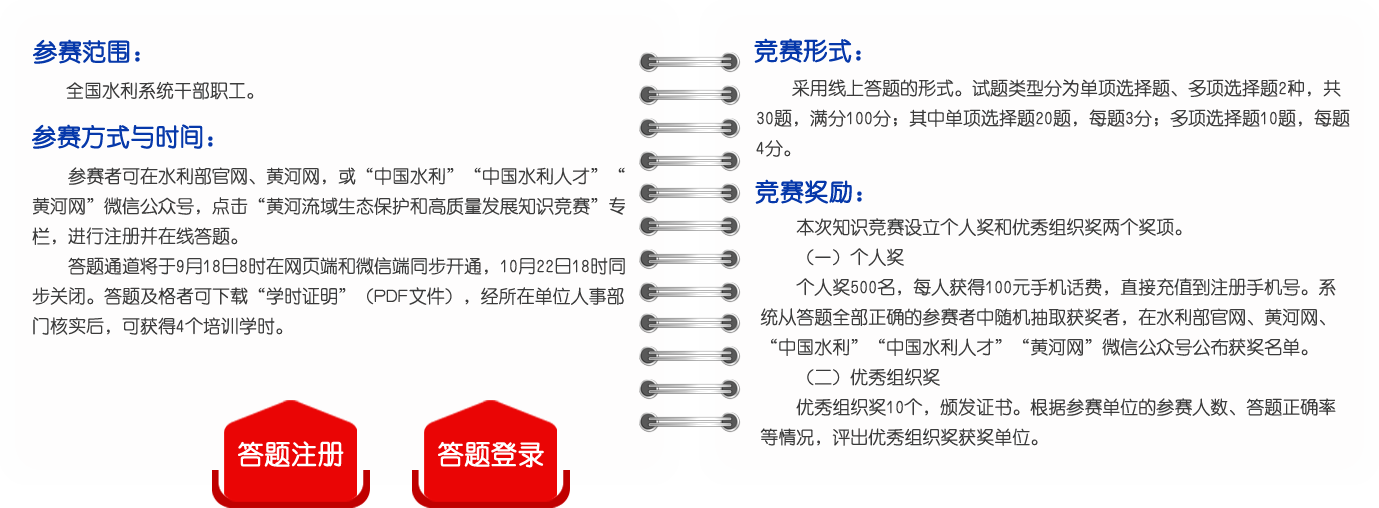 参赛范围：
全国水利系统干部职工。
参赛方式与时间：
参赛者可在水利部官网、黄河网，或“中国水利”“中国水利人才”“
黄河网”微信公众号，点击“黄河流域生态保护和高质量发展知识竞赛”专
栏，进行注册并在线答题。
答题通道将于9月18日8时在网页端和微信端同步开通，10月22日18时同
步关闭。答题及格者可下载“学时证明”（PDF文件），经所在单位人事部
门核实后，可获得4个培训学时。
答题注册
答题登录
竞赛形式：
采用线上答题的形式。试题类型分为单项选择题、多项选择题2种，共
30题，满分100分；其中单项选择题20题，每题3分；多项选择题10题，每题
4分。
竞赛奖励：
本次知识竞赛设立个人奖和优秀组织奖两个奖项。
（一）个人奖
个人奖500名，每人获得100元手机话费，直接充值到注册手机号。系
统从答题全部正确的参赛者中随机抽取获奖者，在水利部官网、黄河网、
“中国水利”“中国水利人才”“黄河网”微信公众号公布获奖名单。
（二）优秀组织奖
优秀组织奖10个，颁发证书。根据参赛单位的参赛人数、答题正确率
等情况，评出优秀组织奖获奖单位。